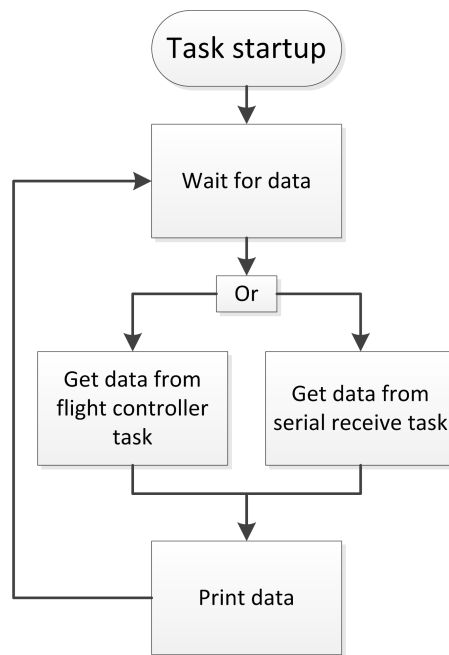 Task startup
Wait for data
Or
Get data from
flight controller
task
Get data from
serial receive task
Print data